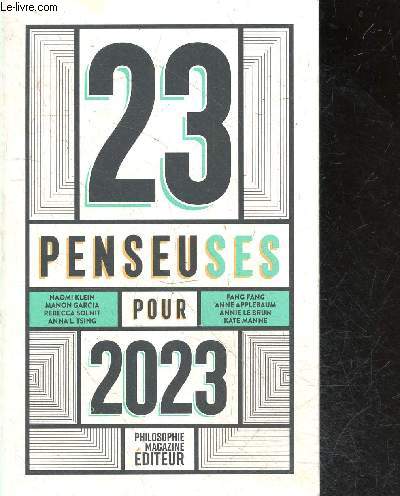 Le-livre.com
23
PENSEUSES
NAOMI KLEIN
MANON GARCIA
REBECCA SOLNIT
ANNA L. TSING
POUR
FANG FANG
ANNE APPLEBAUM
ANNIE LE BRUN
KATE MANNE
2023
PHILOSOPHIE
MAGAZINE
ÉDITEUR